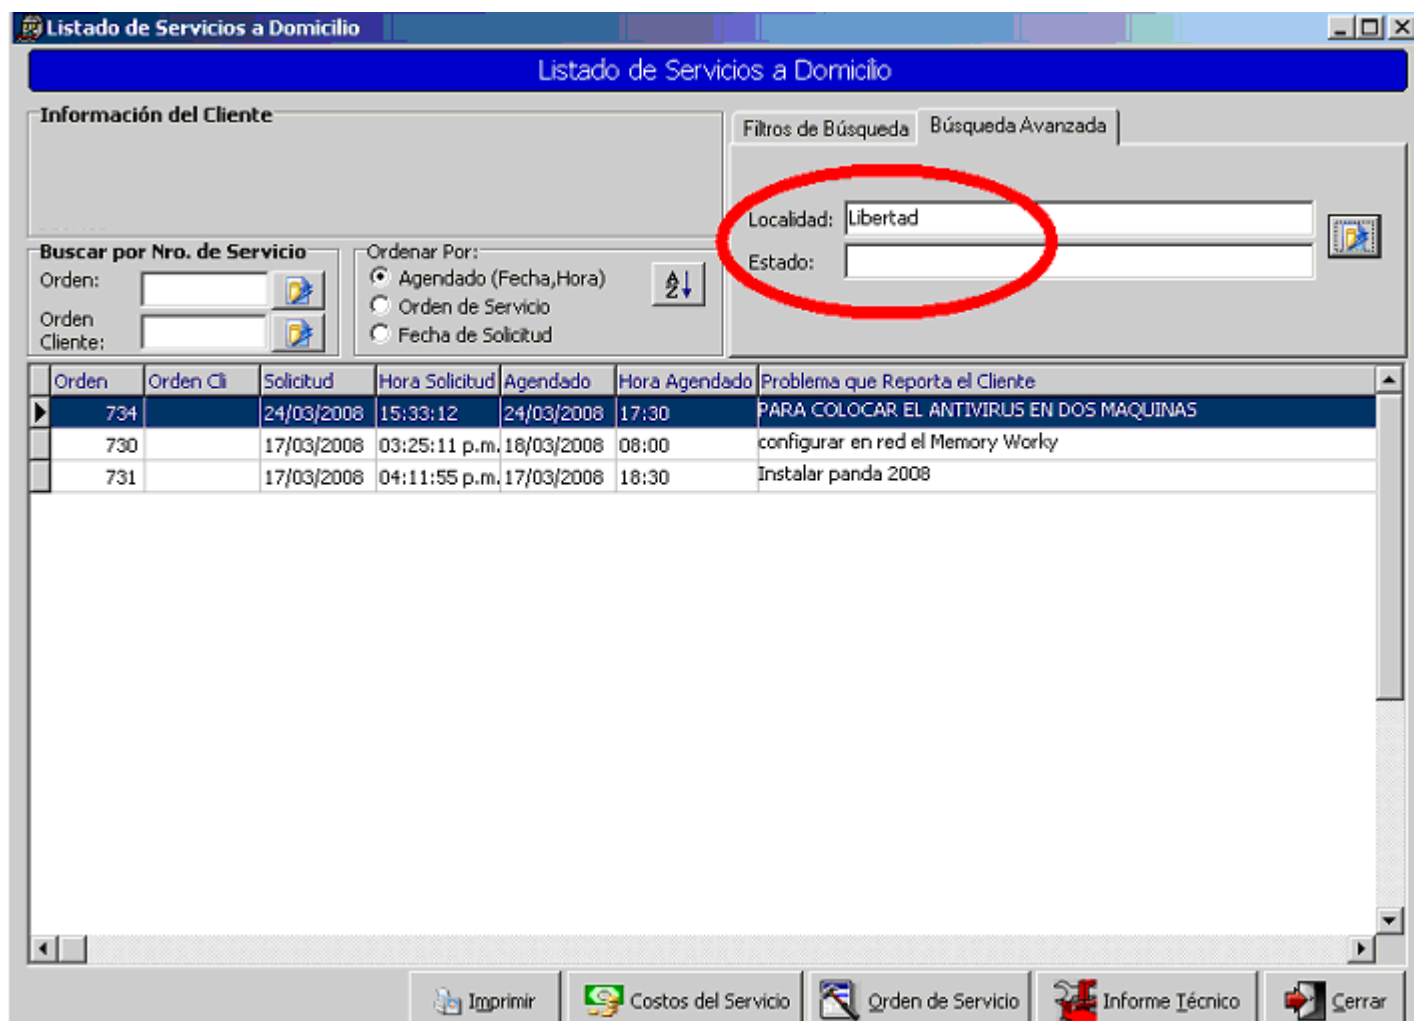 Listado de Servicios a Domicilio
Listado de Servicios a Domicilio
Información del Cliente
Filtros de Búsqueda Búsqueda Avanzada
Localidad: Libertad
Estado:
Buscar por Nro. de Servicio
Orden:
Orden
Cliente:
Ordenar Por:
Agendado (Fecha,Hora)
Orden de Servicio
Fecha de Solicitud
Orden Orden Cli Solicitud Hora Solicitud Agendado Hora Agendado Problema que Reporta el Cliente
734 24/03/2008 15:33:12 24/03/2008 17:30 PARA COLOCAR EL ANTIVIRUS EN DOS MAQUINAS
730 17/03/2008 03:25:11 p.m. 18/03/2008 08:00 configurar en red el Memory Worky
731 17/03/2008 04:11:55 p.m. 17/03/2008 18:30 Instalar panda 2008
Imprimir Costos del Servicio Orden de Servicio Informe Técnico Cerrar